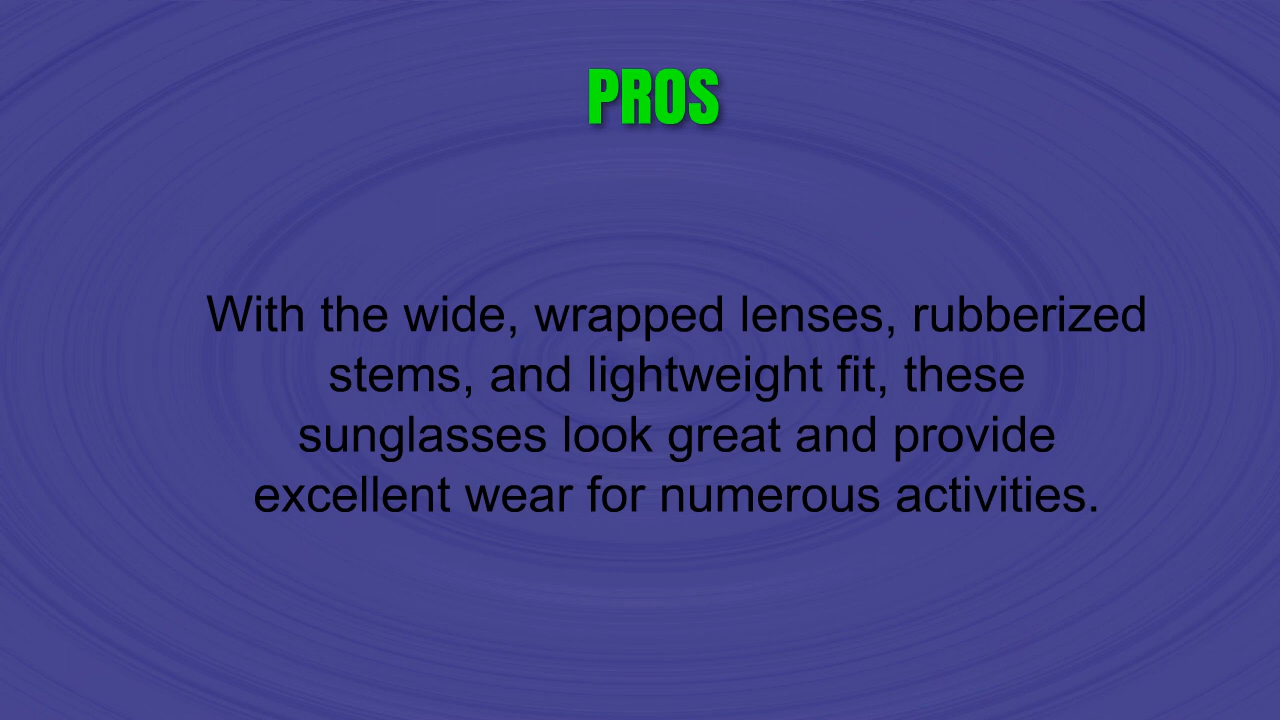 PROS
With the wide, wrapped lenses, rubberized
stems, and lightweight fit, these
sunglasses look great and provide
excellent wear for numerous activities.